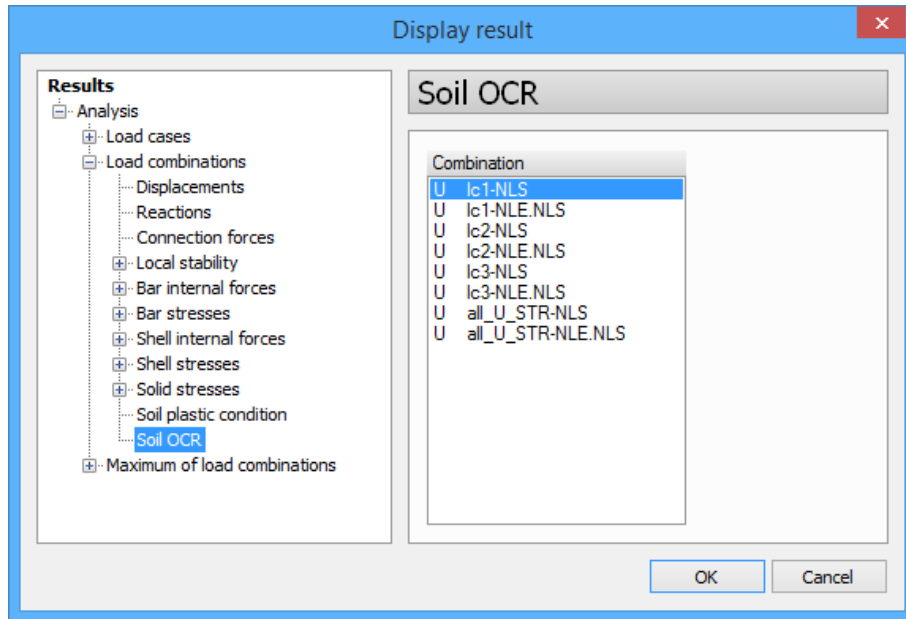 Display result
Results
Analysis
Load cases
Load combinations
Displacements
Reactions
Connection forces
Local stability
Bar internal forces
Bar stresses
Shell internal forces
Shell stresses
Solid stresses
Soil plastic condition
Soil OCR
Maximum of load combinations
Soil OCR
Combination
U lc1-NLS
U lc1-NLE.NLS
U lc2-NLS
U lc2-NLE.NLS
U lc3-NLS
U lc3-NLE.NLS
U all_U_STR-NLS
U all_U_STR-NLE.NLS
OK Cancel